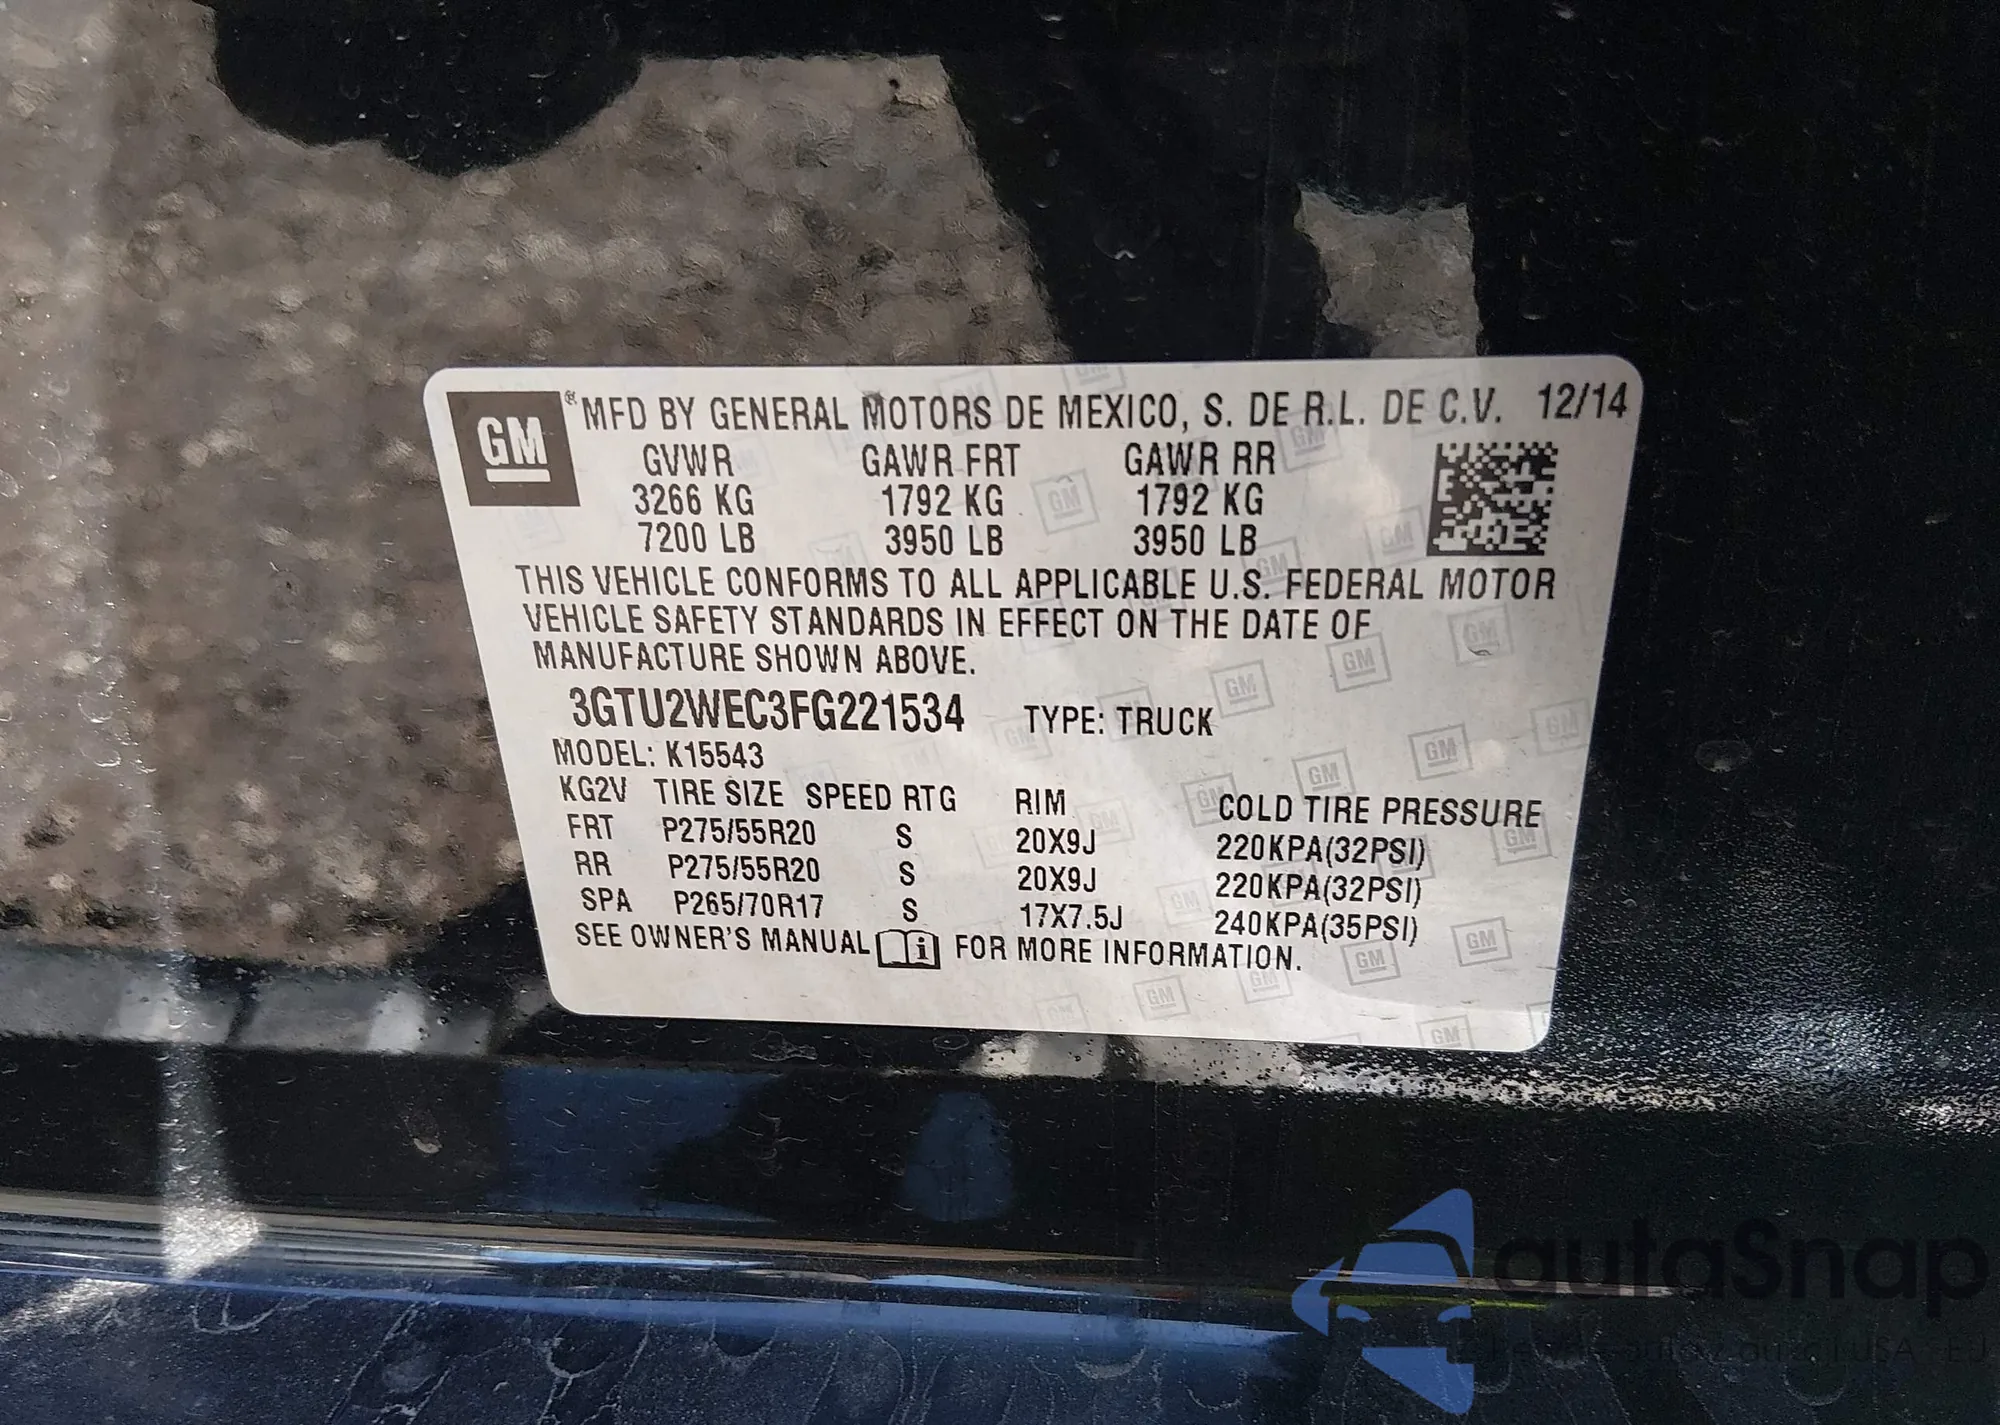 GM ® MFD BY GENERAL MOTORS DE MEXICO, S. DE R.L. DE C.V. 12/14
GVWR GAWR FRT GAWR RR
3266 KG 1792 KG 1792 KG
7200 LB 3950 LB 3950 LB
THIS VEHICLE CONFORMS TO ALL APPLICABLE U.S. FEDERAL MOTOR
VEHICLE SAFETY STANDARDS IN EFFECT ON THE DATE OF
MANUFACTURE SHOWN ABOVE.
3GTU2WEC3FG221534 TYPE: TRUCK
MODEL: K15543
KG2V TIRE SIZE SPEED RTG RIM COLD TIRE PRESSURE
FRT P275/55R20 S 20X9J 220KPA(32PSI)
RR P275/55R20 S 20X9J 220KPA(32PSI)
SPA P265/70R17 S 17X7.5J 240KPA(35PSI)
SEE OWNER'S MANUAL i FOR MORE INFORMATION.
autaSnap
USA